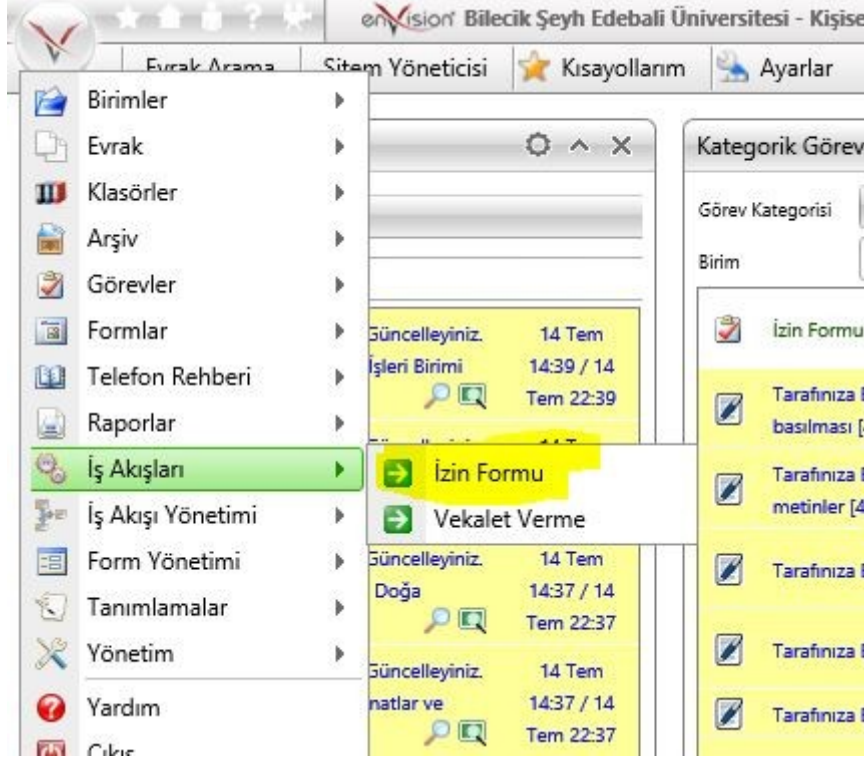 enVision Bilecik Şeyh Edebali Üniversitesi - Kişise
Evrak Arama
Sitem Yöneticisi
Kısayollarım
Ayarlar
Birimler
Evrak
Klasörler
Arşiv
Görevler
Formlar
Telefon Rehberi
Raporlar
İş Akışları
İş Akışı Yönetimi
Form Yönetimi
Tanımlamalar
Yönetim
Yardım
Çıkış
İzin Formu
Vekalet Verme
Güncelleyiniz. 14 Tem
İşleri Birimi 14:39 / 14
Tem 22:39
Güncelleyiniz. 14 Tem
Doğa 14:37 / 14
Tem 22:37
Güncelleyiniz. 14 Tem
natlar ve 14:37 / 14
Tem 22:37
Kategorik Görev
Görev Kategorisi
Birim
İzin Formu
Tarafınıza
basılması [4
Tarafınıza
metinler [4
Tarafınıza
Tarafınıza
Tarafınıza